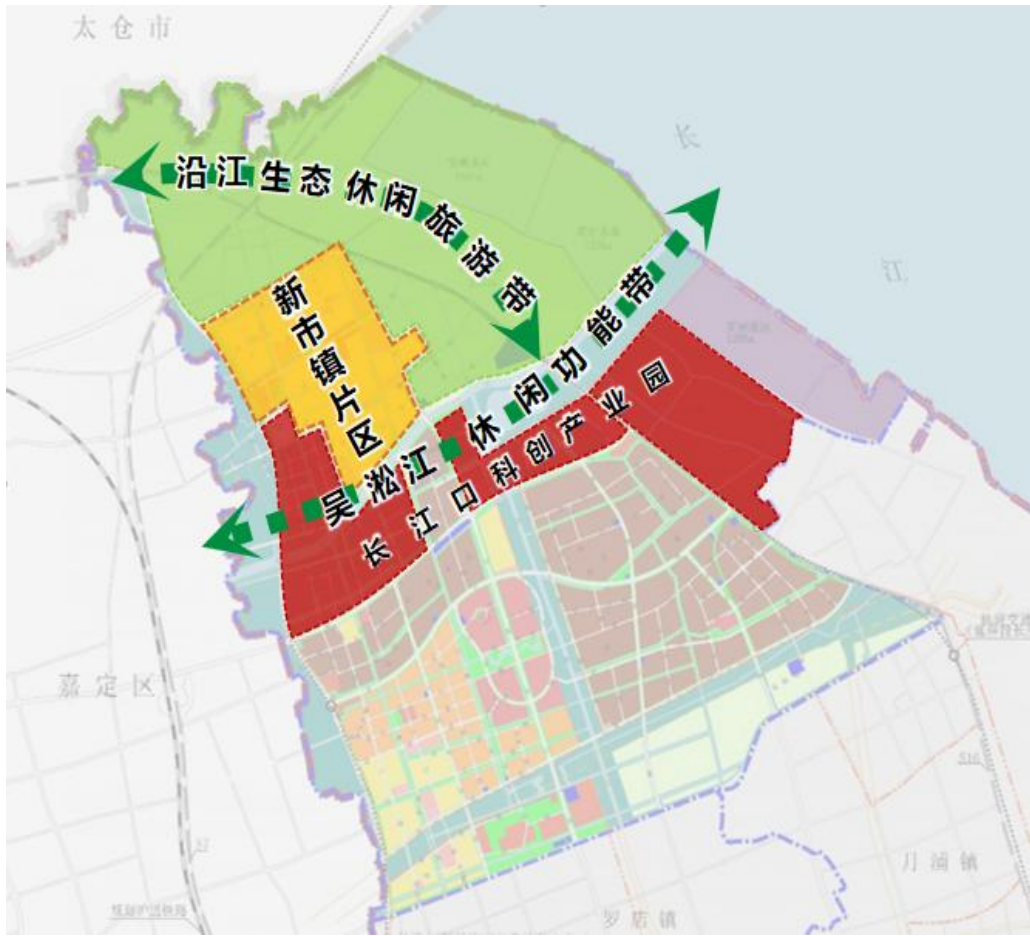 太仓市
长江
沿江生态休闲旅游带
新市镇片区
吴淞江休闲功能带
长江口科创产业园
嘉定区
月浦镇
罗店镇
S16